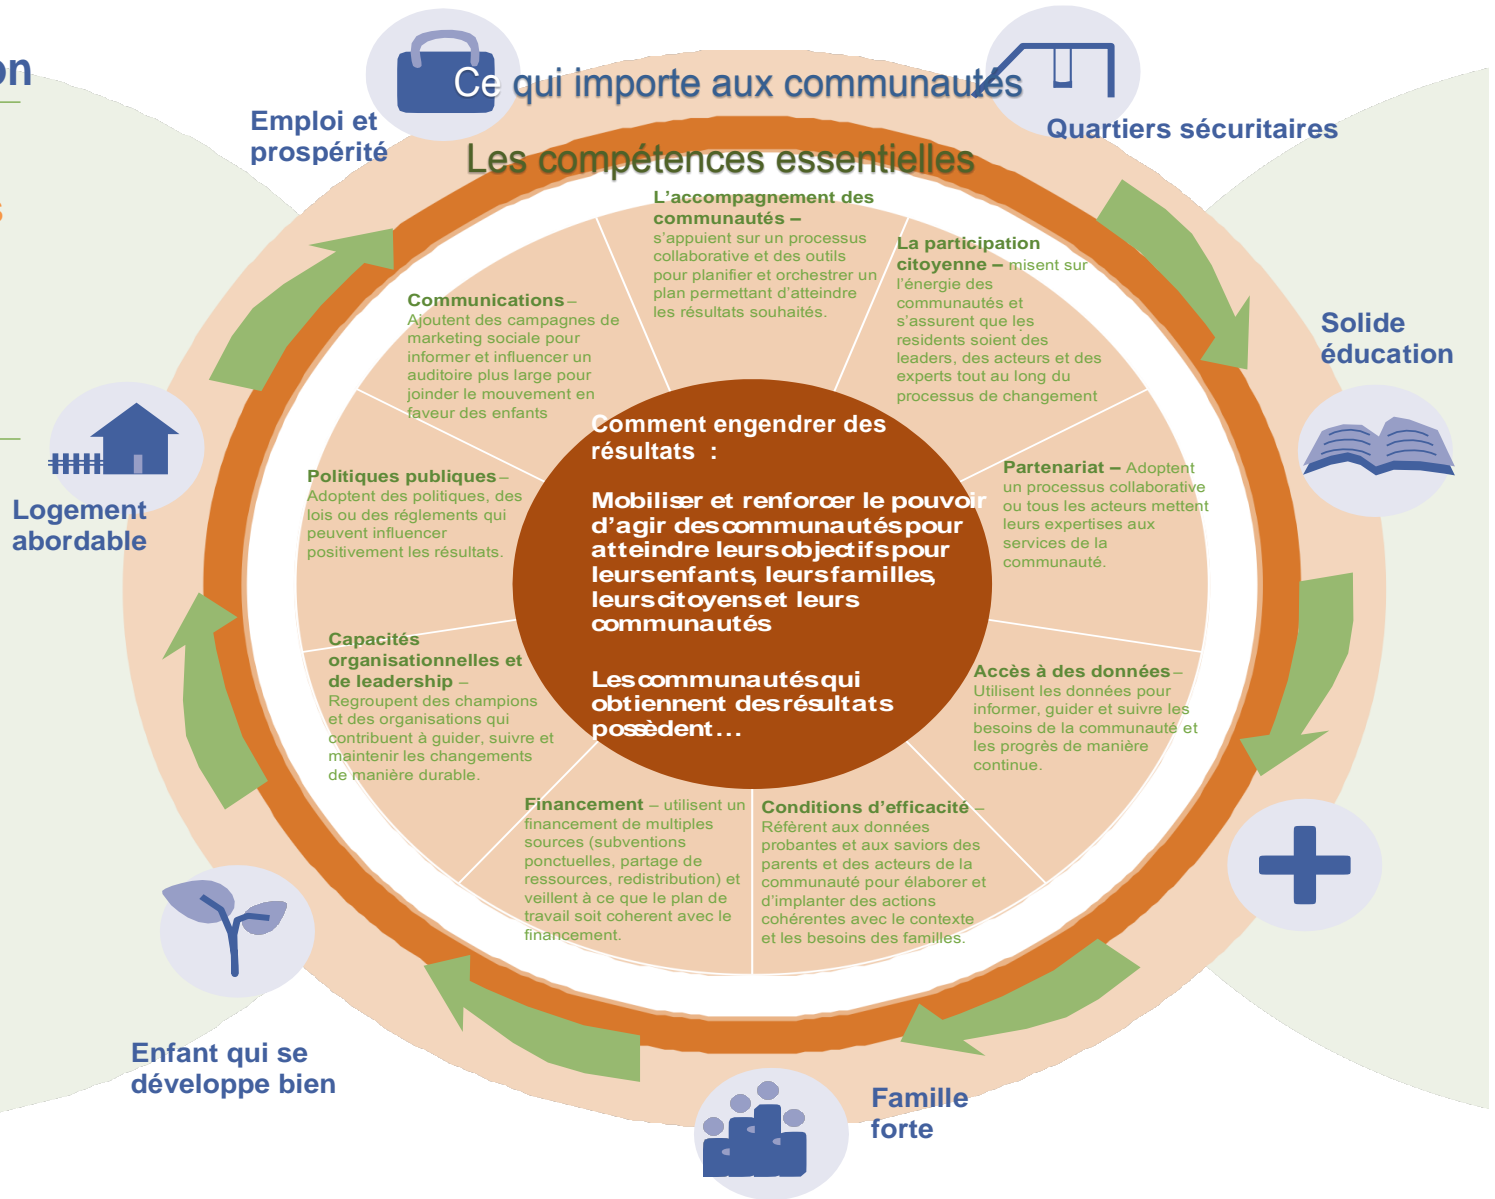 on
s
Ce qui importe aux communautés
Les compétences essentielles
Emploi et
prospérité
Quartiers sécuritaires
Solide
éducation
Famille
forte
Enfant qui se
développe bien
Logement
abordable
L’accompagnement des
communautés –
s’appuient sur un processus
collaborative et des outils
pour planifier et orchestrer un
plan permettant d’atteindre
les résultats souhaités.
La participation
citoyenne – misent sur
l’énergie des
communautés et
s’assurent que les
residents soient des
leaders, des acteurs et des
experts tout au long du
processus de changement
Partenariat – Adoptent
un processus collaborative
ou tous les acteurs mettent
leurs expertises aux
services de la
communauté.
Accès à des données –
Utilisent les données pour
informer, guider et suivre les
besoins de la communauté et
les progrès de manière
continue.
Conditions d’efficacité –
Réfèrent aux données
probantes et aux saviors des
parents et des acteurs de la
communauté pour élaborer et
d’implanter des actions
cohérentes avec le contexte
et les besoins des familles.
Financement – utilisent un
financement de multiples
sources (subventions
ponctuelles, partage de
ressources, redistribution) et
veillent à ce que le plan de
travail soit coherent avec le
financement.
Capacités
organisationnelles et
de leadership –
Regroupent des champions
et des organisations qui
contribuent à guider, suivre et
maintenir les changements
de manière durable.
Politiques publiques –
Adoptent des politiques, des
lois ou des réglements qui
peuvent influencer
positivement les résultats.
Communications –
Ajoutent des campagnes de
marketing sociale pour
informer et influencer un
auditoire plus large pour
joinder le mouvement en
faveur des enfants
Comment engendrer des
résultats :
Mobiliser et renforcer le pouvoir
d’agir des communautés pour
atteindre leurs objectifs pour
leurs enfants, leurs familles,
leurs citoyens et leurs
communautés
Les communautés qui
obtiennent des résultats
possèdent…